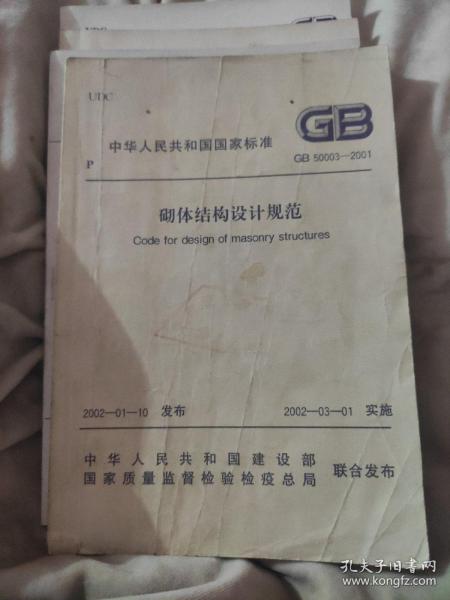 UDC
中华人民共和国国家标准
GB
P
GB 50003—2001
砌体结构设计规范
Code for design of masonry structures
2002—01—10 发布
2002—03—01 实施
中华人民共和国建设部
国家质量监督检验检疫总局
联合发布
孔夫子旧书网
www.kongfz.com